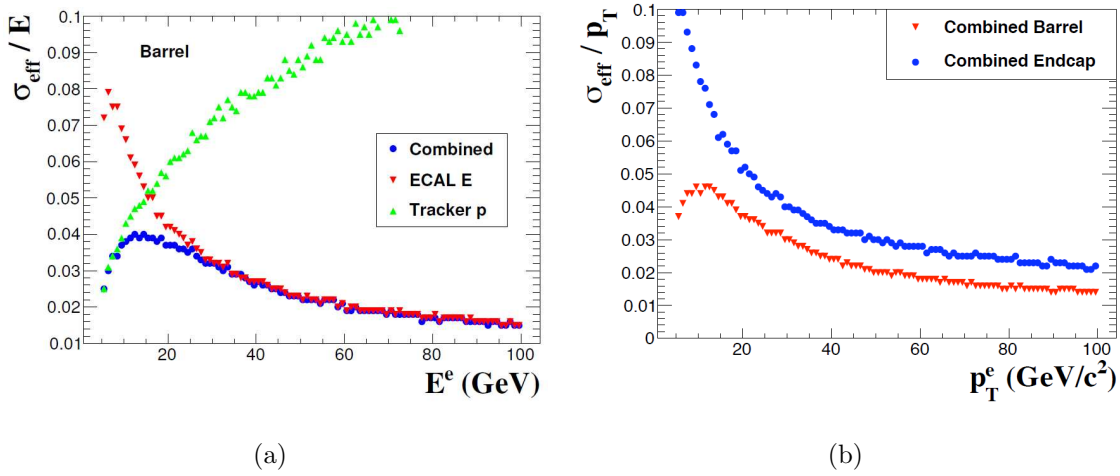 σeff / E
0.1
0.09
0.08
0.07
0.06
0.05
0.04
0.03
0.02
0.01
Barrel
Combined
ECAL E
Tracker p
20 40 60 80 100
E^e (GeV)
(a)
σeff / pT
0.1
0.09
0.08
0.07
0.06
0.05
0.04
0.03
0.02
0.01
0
Combined Barrel
Combined Endcap
20 40 60 80 100
p_T^e (GeV/c²)
(b)